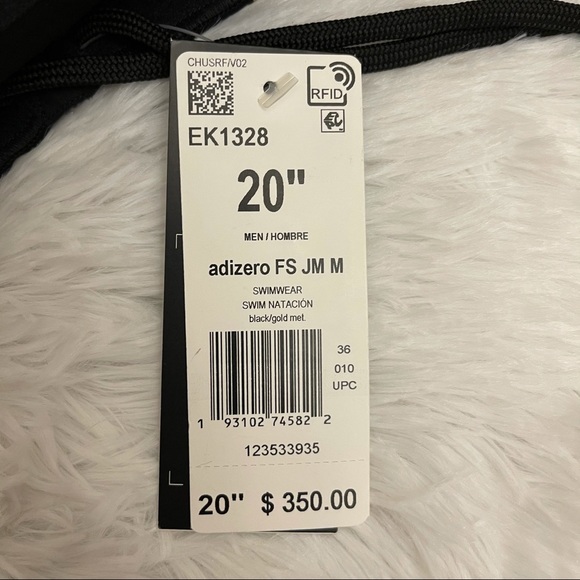 CHUSRF/V02
RFID
EK1328
20"
MEN / HOMBRE
adizero FS JM M
SWIMWEAR
SWIM NATACIÓN
black/gold met.
36
010
UPC
1 93102 74582 2
123533935
20" $ 350.00